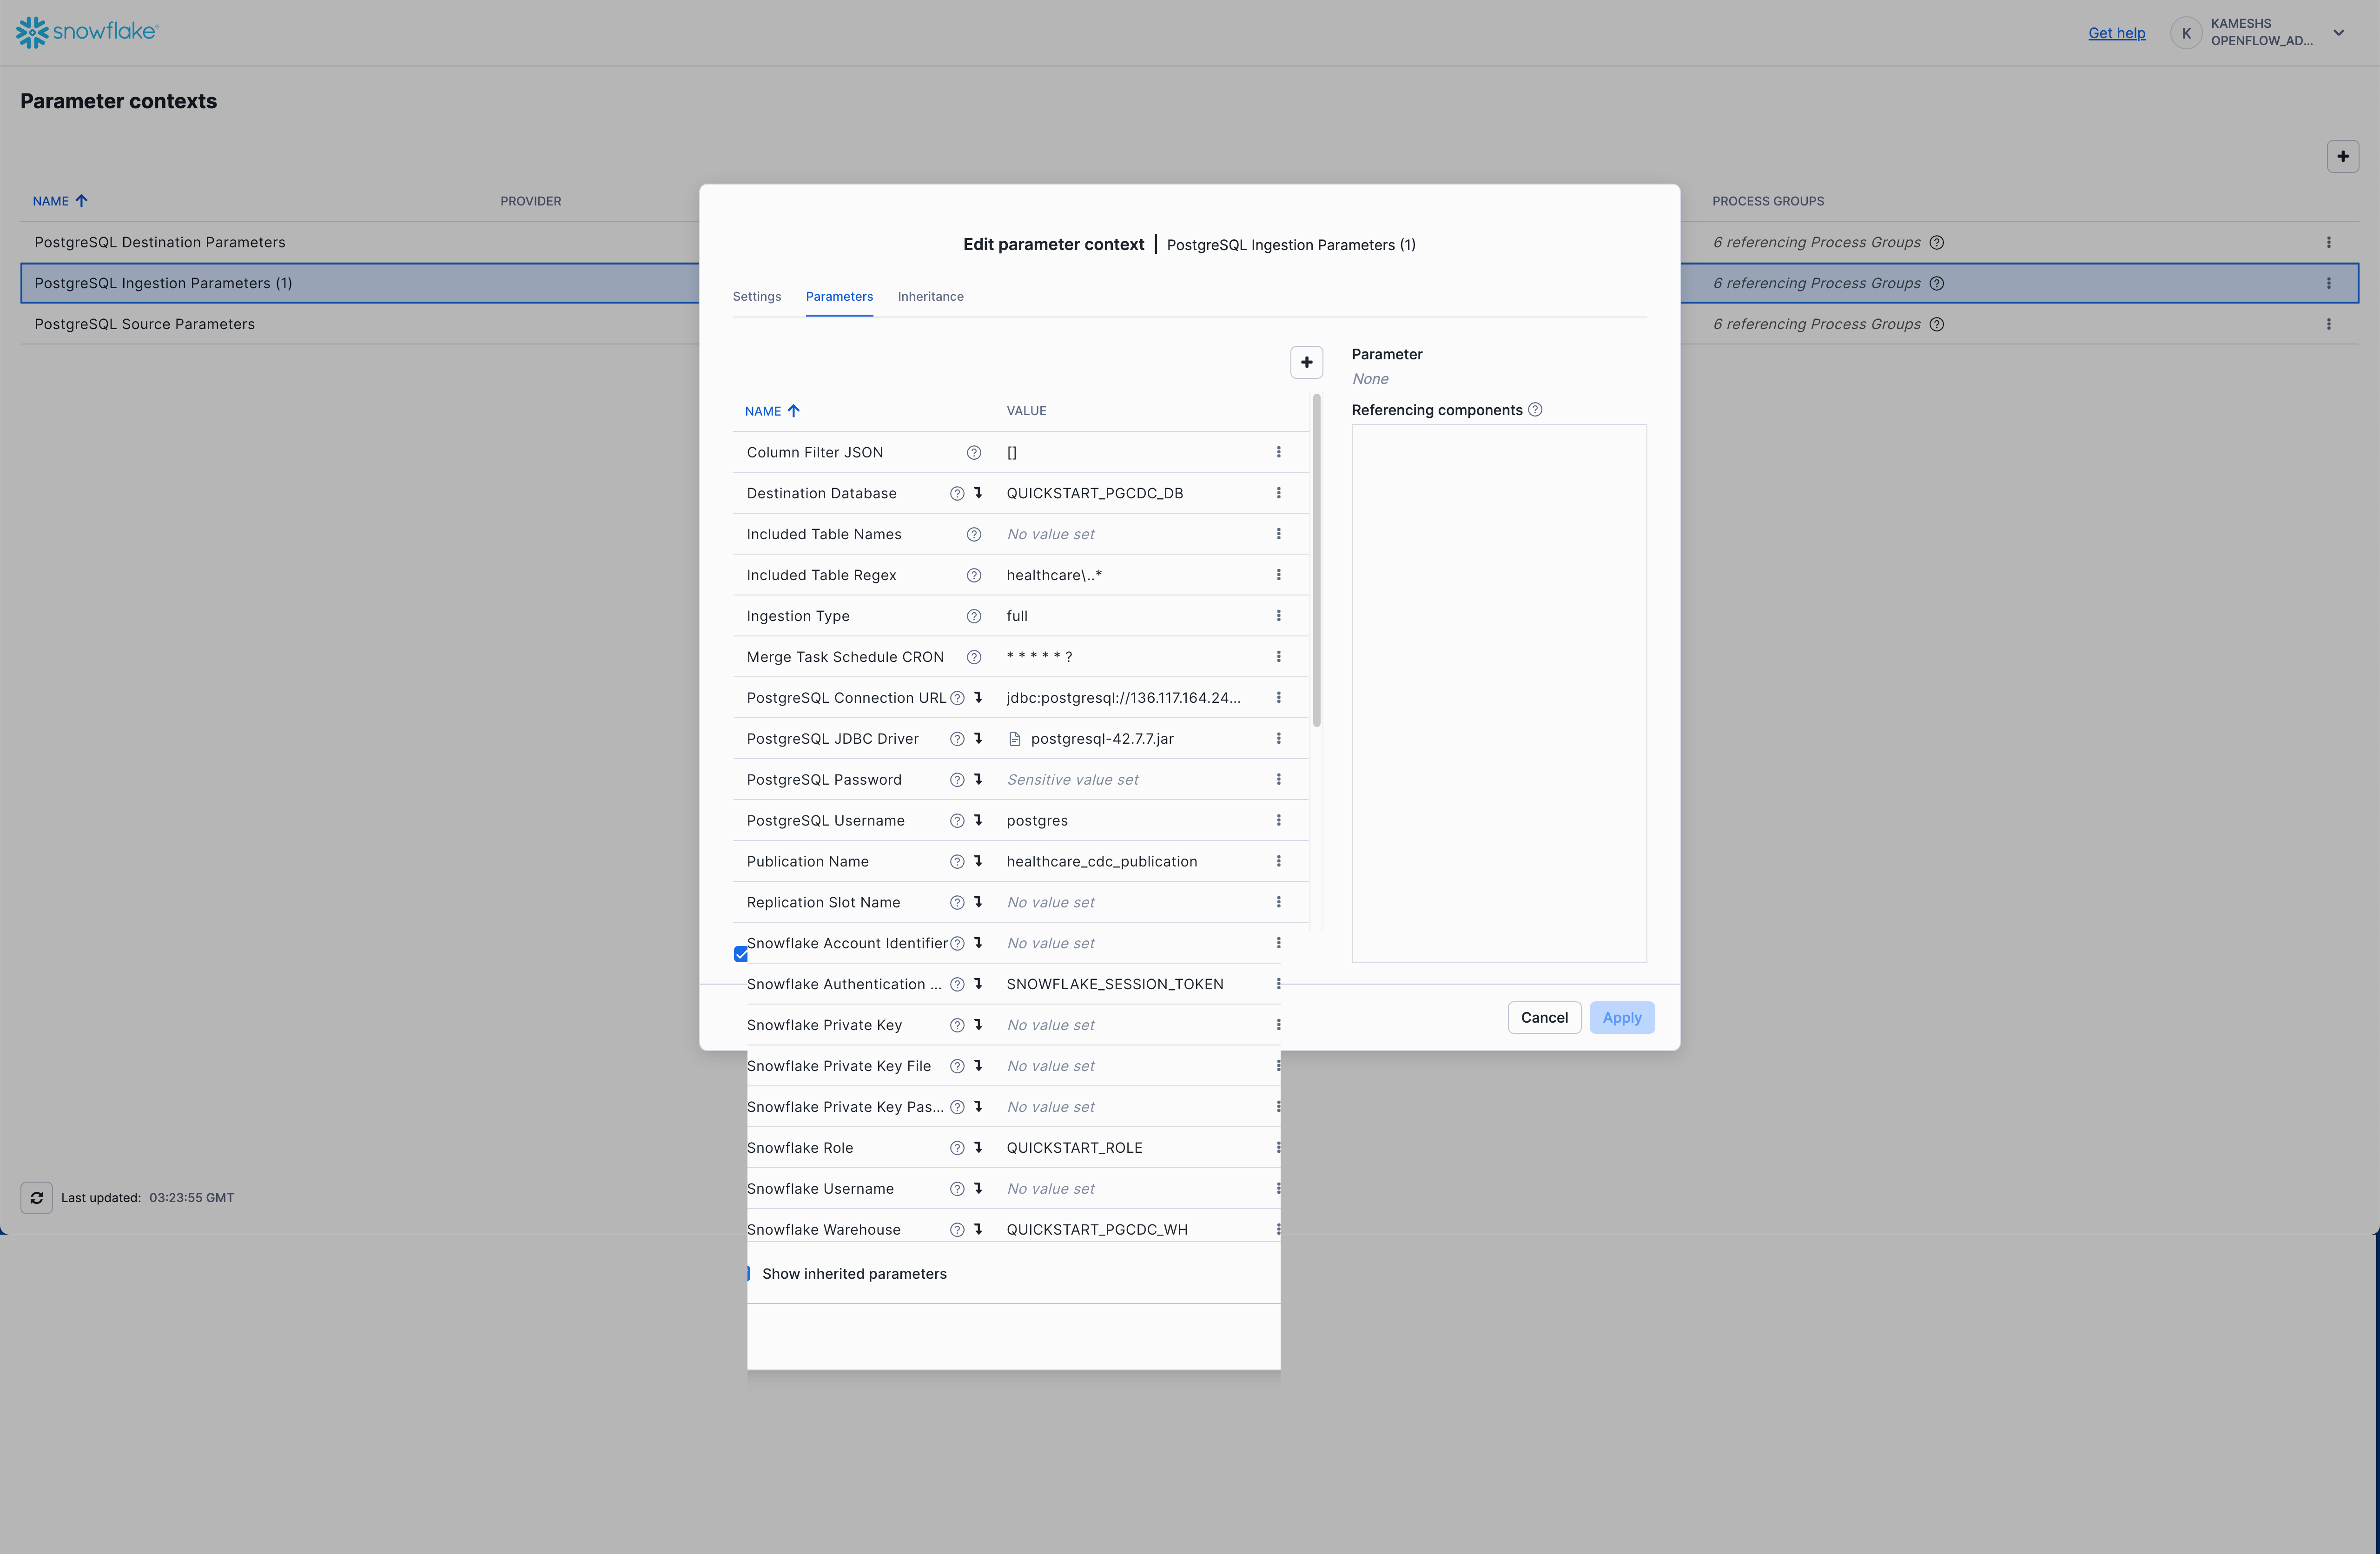 snowflake®
Get help
K
KAMESHS
OPENFLOW_AD...
Parameter contexts
NAME PROVIDER PROCESS GROUPS
PostgreSQL Destination Parameters 6 referencing Process Groups
PostgreSQL Ingestion Parameters (1) 6 referencing Process Groups
PostgreSQL Source Parameters 6 referencing Process Groups
Edit parameter context | PostgreSQL Ingestion Parameters (1)
Settings Parameters Inheritance
NAME VALUE
Column Filter JSON []
Destination Database QUICKSTART_PGCDC_DB
Included Table Names No value set
Included Table Regex healthcare\..*
Ingestion Type full
Merge Task Schedule CRON * * * * * ?
PostgreSQL Connection URL jdbc:postgresql://136.117.164.24...
PostgreSQL JDBC Driver postgresql-42.7.7.jar
PostgreSQL Password Sensitive value set
PostgreSQL Username postgres
Publication Name healthcare_cdc_publication
Replication Slot Name No value set
Snowflake Account Identifier No value set
Snowflake Authentication ... SNOWFLAKE_SESSION_TOKEN
Snowflake Private Key No value set
Snowflake Private Key File No value set
Snowflake Private Key Pas... No value set
Snowflake Role QUICKSTART_ROLE
Snowflake Username No value set
Snowflake Warehouse QUICKSTART_PGCDC_WH
Show inherited parameters
Parameter
None
Referencing components
Cancel Apply
Last updated: 03:23:55 GMT